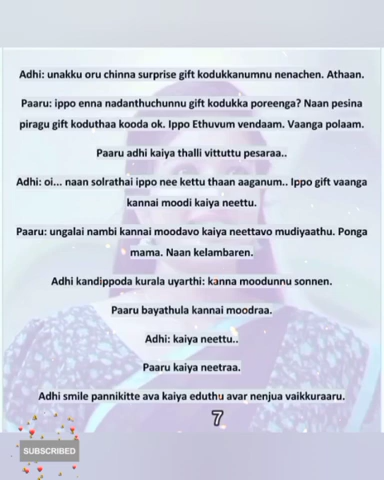 Adhi: unakku oru chinna surprise gift kodukkanumnu nenachen. Athaan.
Paaru: ippo enna nadanthuchunnu gift kodukka poreenga? Naan pesina
piragu gift koduthaa kooda ok. Ippo Ethuvum vendaam. Vaanga polaam.
Paaru adhi kaiya thalli vittuttu pesaraa..
Adhi: oi... naan solrathai ippo nee kettu thaan aaganum.. Ippo gift vaanga
kannai moodi kaiya neettu.
Paaru: ungalai nambi kannai moodavo kaiya neettavo mudiyaathu. Ponga
mama. Naan kelambaren.
Adhi kandippoda kurala uyarthi: kanna moodunnu sonnen.
Paaru bayathula kannai moodraa.
Adhi: kaiya neettu..
Paaru kaiya neetraa.
Adhi smile pannikitte ava kaiya eduthu avar nenjua vaikkuraaru.
7
SUBSCRIBED